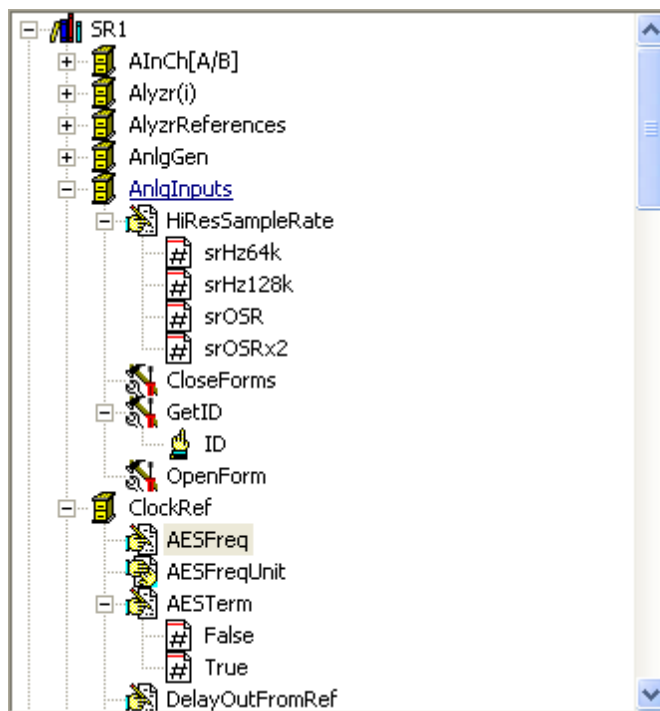 SR1
AInCh[A/B]
Alyzr(i)
AlyzrReferences
AnlgGen
AnlgInputs
HiResSampleRate
srHz64k
srHz128k
srOSR
srOSRx2
CloseForms
GetID
ID
OpenForm
ClockRef
AESFreq
AESFreqUnit
AESTerm
False
True
DelayOutFromRef